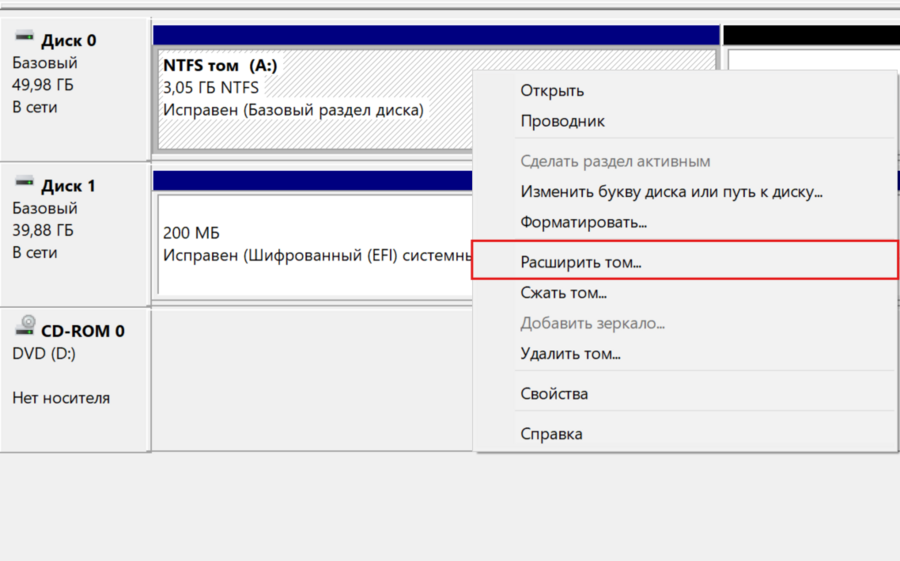 Диск 0
Базовый
49,98 ГБ
В сети
NTFS том (A:)
3,05 ГБ NTFS
Исправен (Базовый раздел диска)
Диск 1
Базовый
39,88 ГБ
В сети
200 МБ
Исправен (Шифрованный (EFI) системнь
CD-ROM 0
DVD (D:)
Нет носителя
Открыть
Проводник
Сделать раздел активным
Изменить букву диска или путь к диску...
Форматировать...
Расширить том...
Сжать том...
Добавить зеркало...
Удалить том...
Свойства
Справка